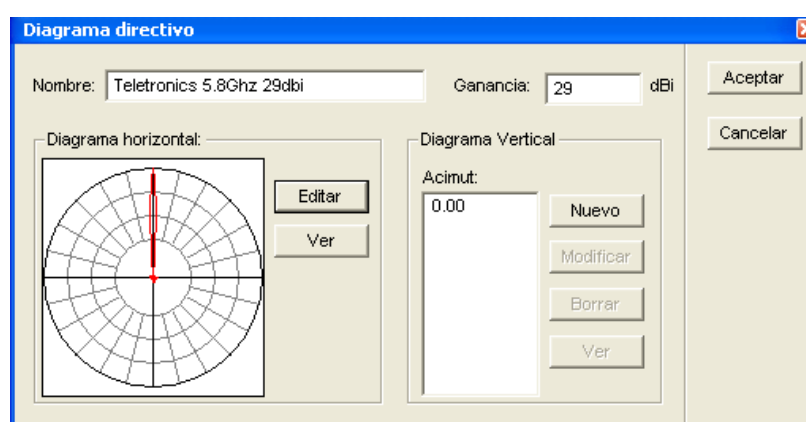 Diagrama directivo
Nombre: Teletronics 5.8Ghz 29dbi Ganancia: 29 dBi Aceptar
Cancelar
Diagrama horizontal:
Editar
Ver
Diagrama Vertical
Acimut:
0.00
Nuevo
Modificar
Borrar
Ver